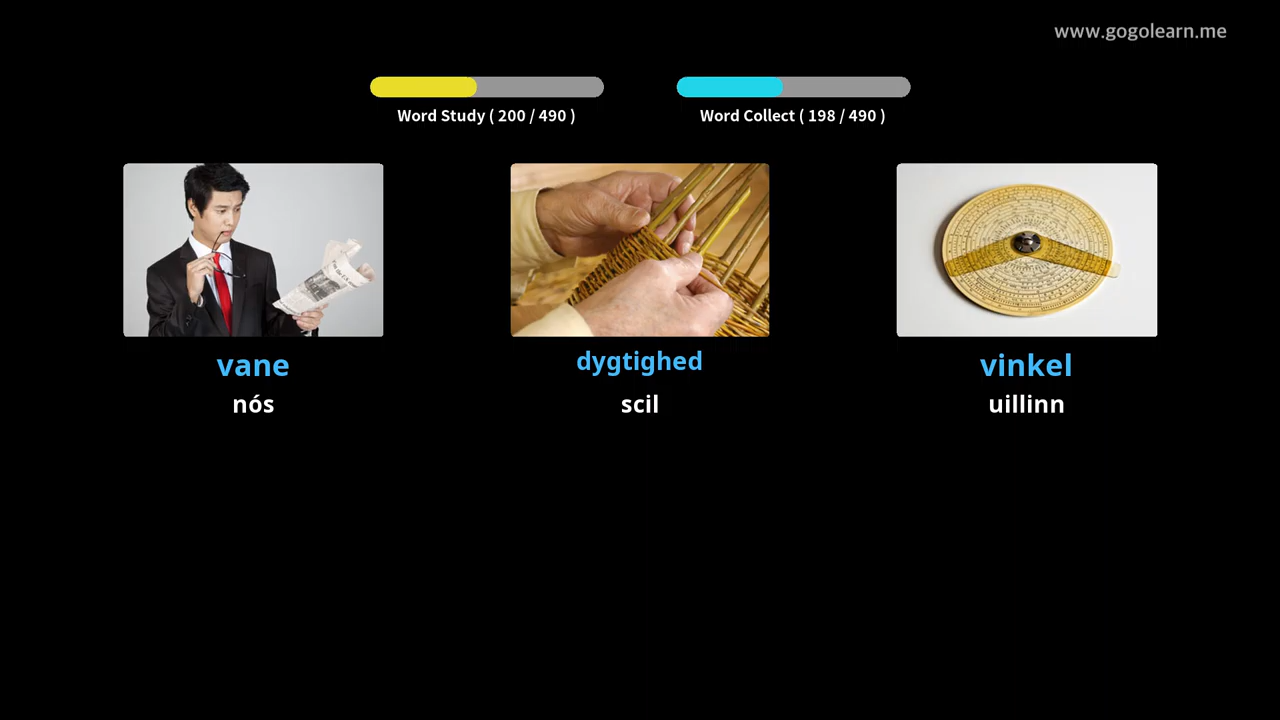 www.gogolearn.me
Word Study ( 200 / 490 )
Word Collect ( 198 / 490 )
vane
dygtighed
vinkel
nós
scil
uillinn